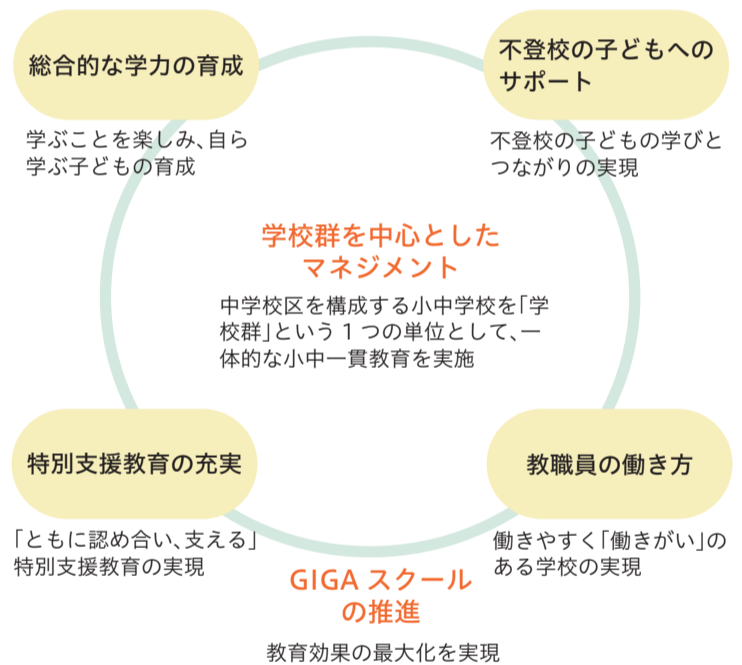 総合的な学力の育成
学ぶことを楽しみ、自ら
学ぶ子どもの育成
不登校の子どもへの
サポート
不登校の子どもの学びと
つながりの実現
学校群を中心とした
マネジメント
中学校区を構成する小中学校を「学
校群」という１つの単位として、一
体的な小中一貫教育を実施
特別支援教育の充実
「ともに認め合い、支える」
特別支援教育の実現
教職員の働き方
働きやすく「働きがい」の
ある学校の実現
GIGA スクール
の推進
教育効果の最大化を実現